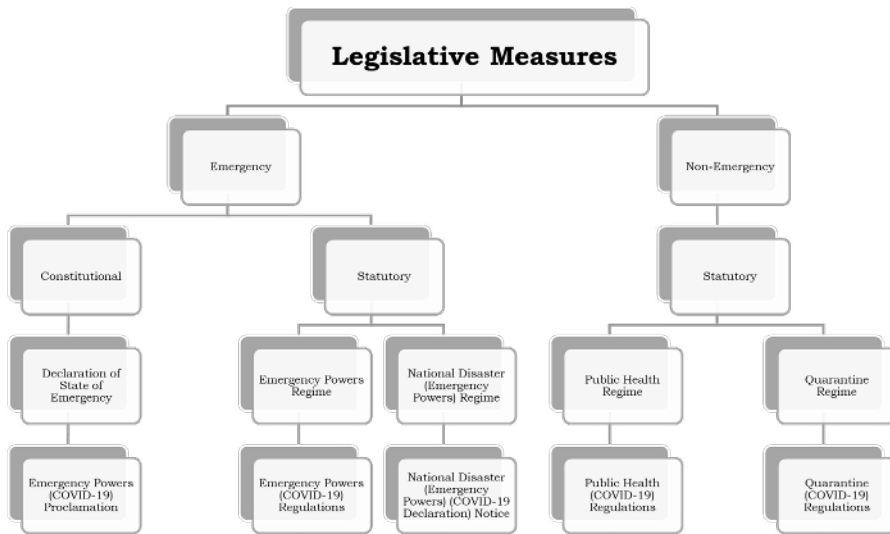 Legislative Measures
Emergency
Non-Emergency
Constitutional
Statutory
Statutory
Declaration of
State of
Emergency
Emergency Powers
Regime
National Disaster
(Emergency
Powers) Regime
Public Health
Regime
Quarantine
Regime
Emergency Powers
(COVID-19)
Proclamation
Emergency Powers
(COVID-19)
Regulations
National Disaster
(Emergency
Powers) (COVID-19
Declaration) Notice
Public Health
(COVID-19)
Regulations
Quarantine
(COVID-19)
Regulations